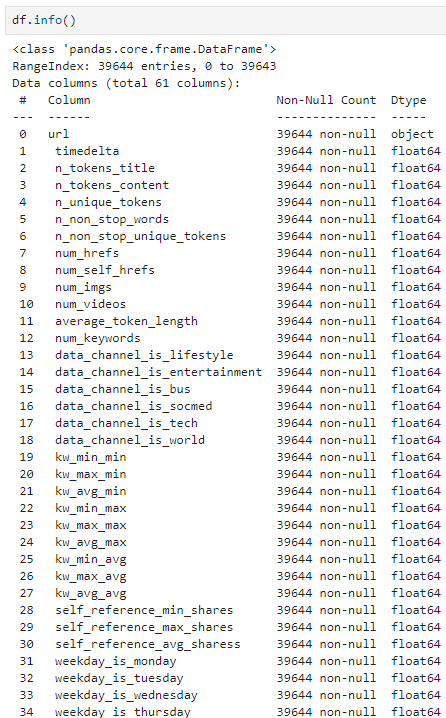 df.info()
<class 'pandas.core.frame.DataFrame'>
RangeIndex: 39644 entries, 0 to 39643
Data columns (total 61 columns):
 #   Column                         Non-Null Count  Dtype
---  ------                         --------------  -----
 0   url                            39644 non-null  object
 1    timedelta                     39644 non-null  float64
 2    n_tokens_title                39644 non-null  float64
 3    n_tokens_content              39644 non-null  float64
 4    n_unique_tokens               39644 non-null  float64
 5    n_non_stop_words              39644 non-null  float64
 6    n_non_stop_unique_tokens      39644 non-null  float64
 7    num_hrefs                     39644 non-null  float64
 8    num_self_hrefs                39644 non-null  float64
 9    num_imgs                      39644 non-null  float64
 10   num_videos                    39644 non-null  float64
 11   average_token_length          39644 non-null  float64
 12   num_keywords                  39644 non-null  float64
 13   data_channel_is_lifestyle     39644 non-null  float64
 14   data_channel_is_entertainment 39644 non-null  float64
 15   data_channel_is_bus           39644 non-null  float64
 16   data_channel_is_socmed        39644 non-null  float64
 17   data_channel_is_tech          39644 non-null  float64
 18   data_channel_is_world         39644 non-null  float64
 19   kw_min_min                    39644 non-null  float64
 20   kw_max_min                    39644 non-null  float64
 21   kw_avg_min                    39644 non-null  float64
 22   kw_min_max                    39644 non-null  float64
 23   kw_max_max                    39644 non-null  float64
 24   kw_avg_max                    39644 non-null  float64
 25   kw_min_avg                    39644 non-null  float64
 26   kw_max_avg                    39644 non-null  float64
 27   kw_avg_avg                    39644 non-null  float64
 28   self_reference_min_shares     39644 non-null  float64
 29   self_reference_max_shares     39644 non-null  float64
 30   self_reference_avg_sharess    39644 non-null  float64
 31   weekday_is_monday             39644 non-null  float64
 32   weekday_is_tuesday            39644 non-null  float64
 33   weekday_is_wednesday          39644 non-null  float64
 34   weekday_is_thursday           39644 non-null  float64